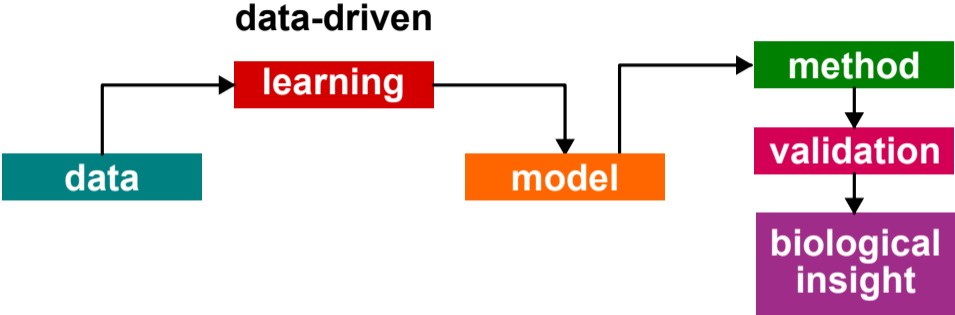 data-driven
learning
data
model
method
validation
biological
insight